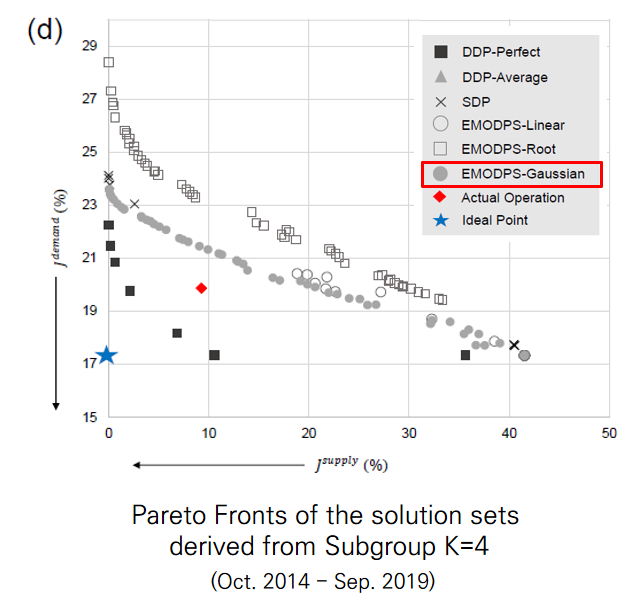 (d)
29
27
25
23
21
19
17
15
0
10
20
30
40
50
J^demand (%)
J^supply (%)
DDP-Perfect
DDP-Average
SDP
EMODPS-Linear
EMODPS-Root
EMODPS-Gaussian
Actual Operation
Ideal Point
Pareto Fronts of the solution sets
derived from Subgroup K=4
(Oct. 2014 – Sep. 2019)